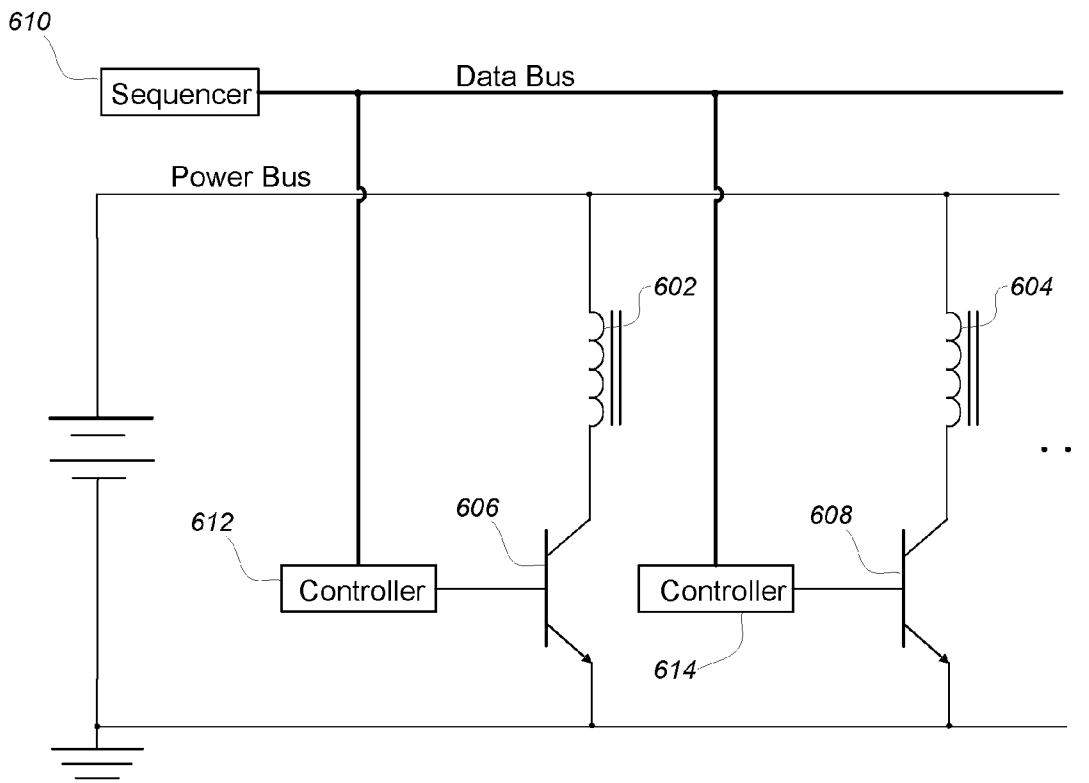 610
Sequencer
Data Bus
Power Bus
602
604
606
608
612
Controller
Controller
614